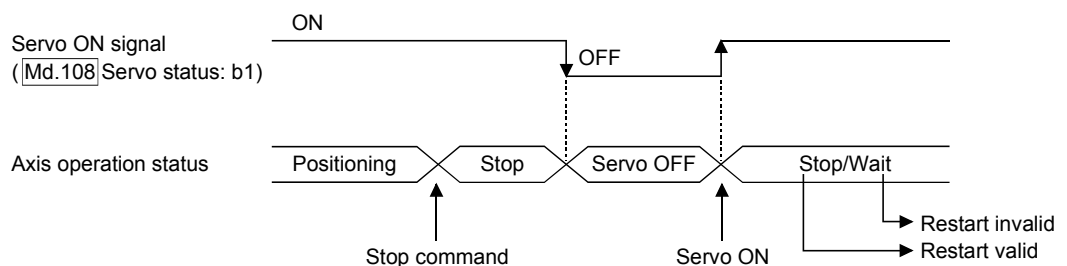 ON
Servo ON signal
( Md.108 Servo status: b1)
OFF
Axis operation status
Positioning
Stop
Servo OFF
Stop/Wait
Restart invalid
Restart valid
Stop command
Servo ON